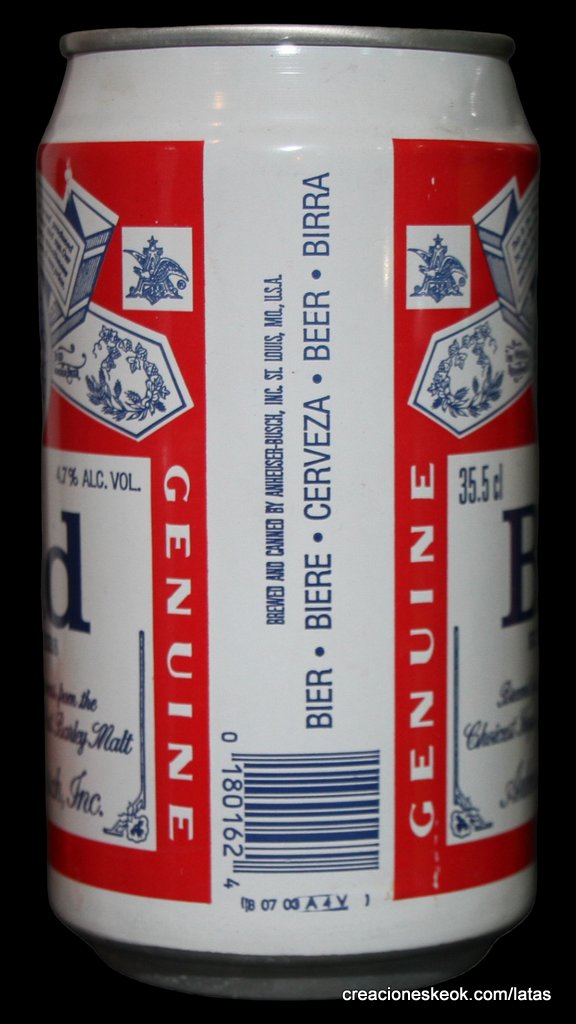 4.7% ALC. VOL.
d
from the
Barley Malt
Inc.
GENUINE
BREWED AND CANNED BY ANHEUSER-BUSCH, INC. ST. LOUIS, MO., U.S.A.
BIER • BIERE • CERVEZA • BEER • BIRRA
0 180162 4
GENUINE
35.5 cl
B
creacioneskeok.com/latas